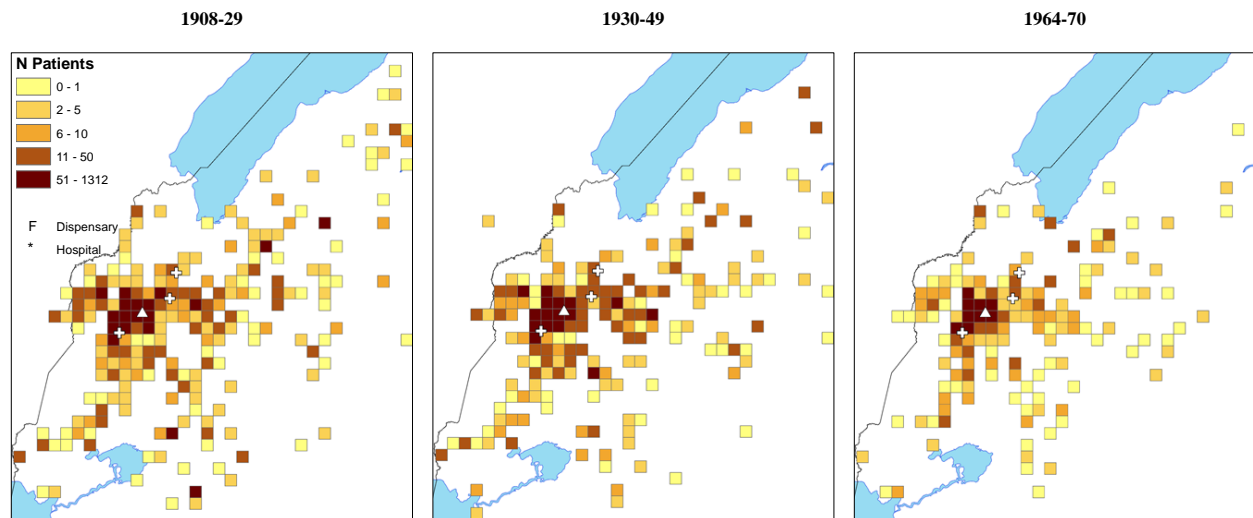 1908-29
1930-49
1964-70
N Patients
0 - 1
2 - 5
6 - 10
11 - 50
51 - 1312
F Dispensary
* Hospital